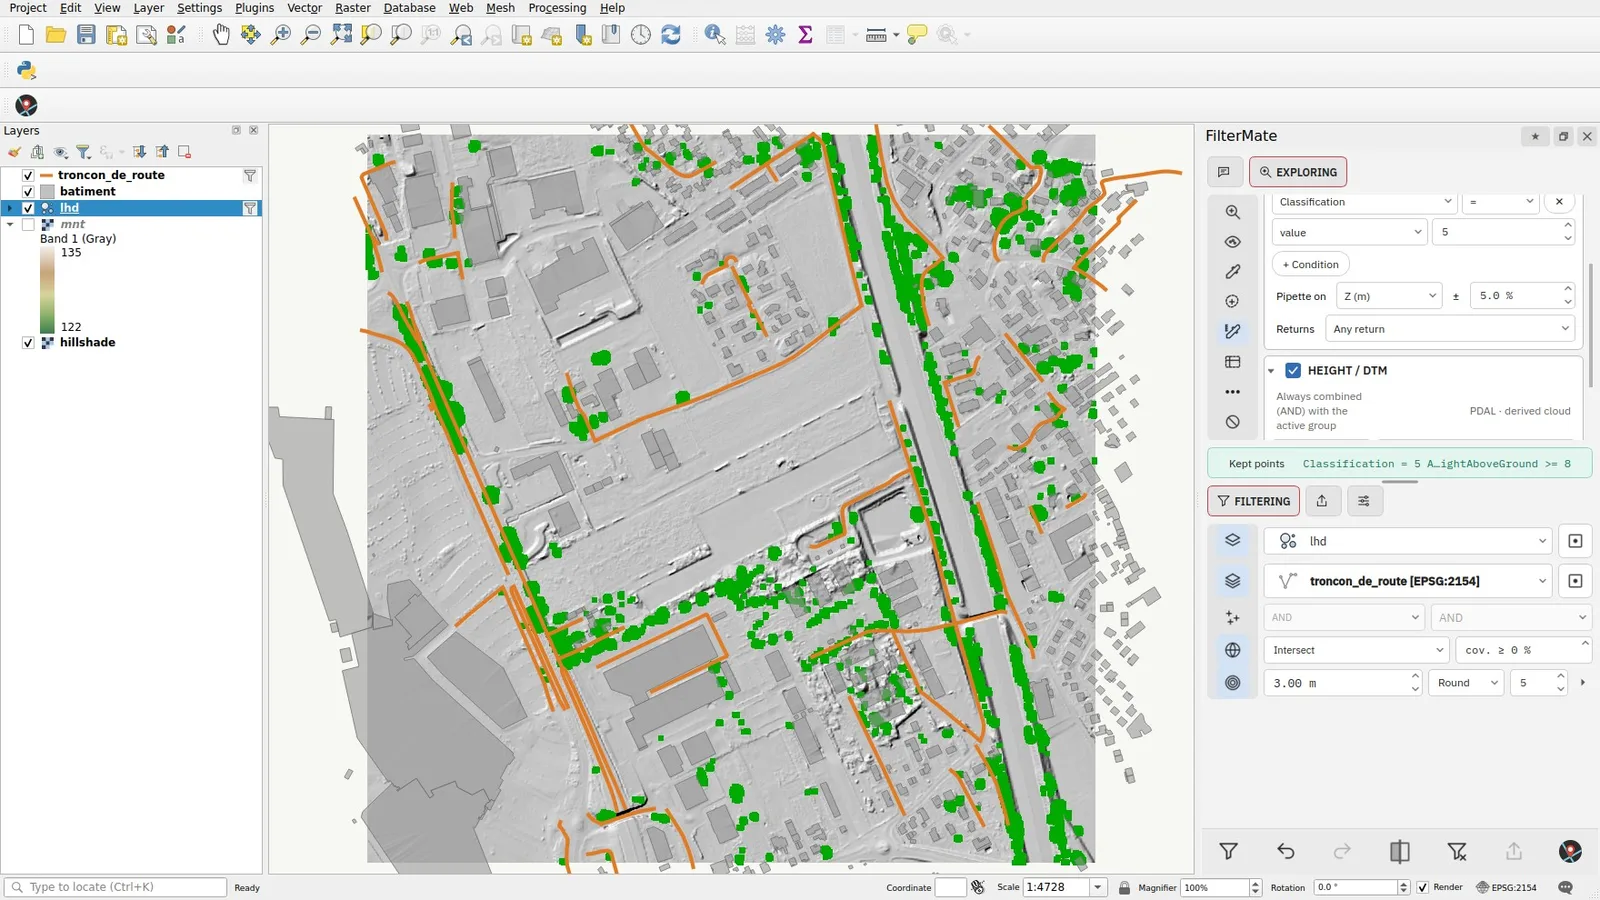 Project Edit View Layer Settings Plugins Vector Raster Database Web Mesh Processing Help
Layers
troncon_de_route
batiment
lhd
mnt
Band 1 (Gray)
135
122
hillshade
FilterMate
EXPLORING
Classification =
value 5
+ Condition
Pipette on Z (m) ± 5.0 %
Returns Any return
HEIGHT / DTM
Always combined
(AND) with the
active group
PDAL · derived cloud
Kept points Classification = 5 A…ightAboveGround >= 8
FILTERING
lhd
troncon_de_route [EPSG:2154]
AND AND
Intersect cov. ≥ 0 %
3.00 m Round 5
Type to locate (Ctrl+K) Ready Coordinate Scale 1:4728 Magnifier 100% Rotation 0.0 ° Render EPSG:2154